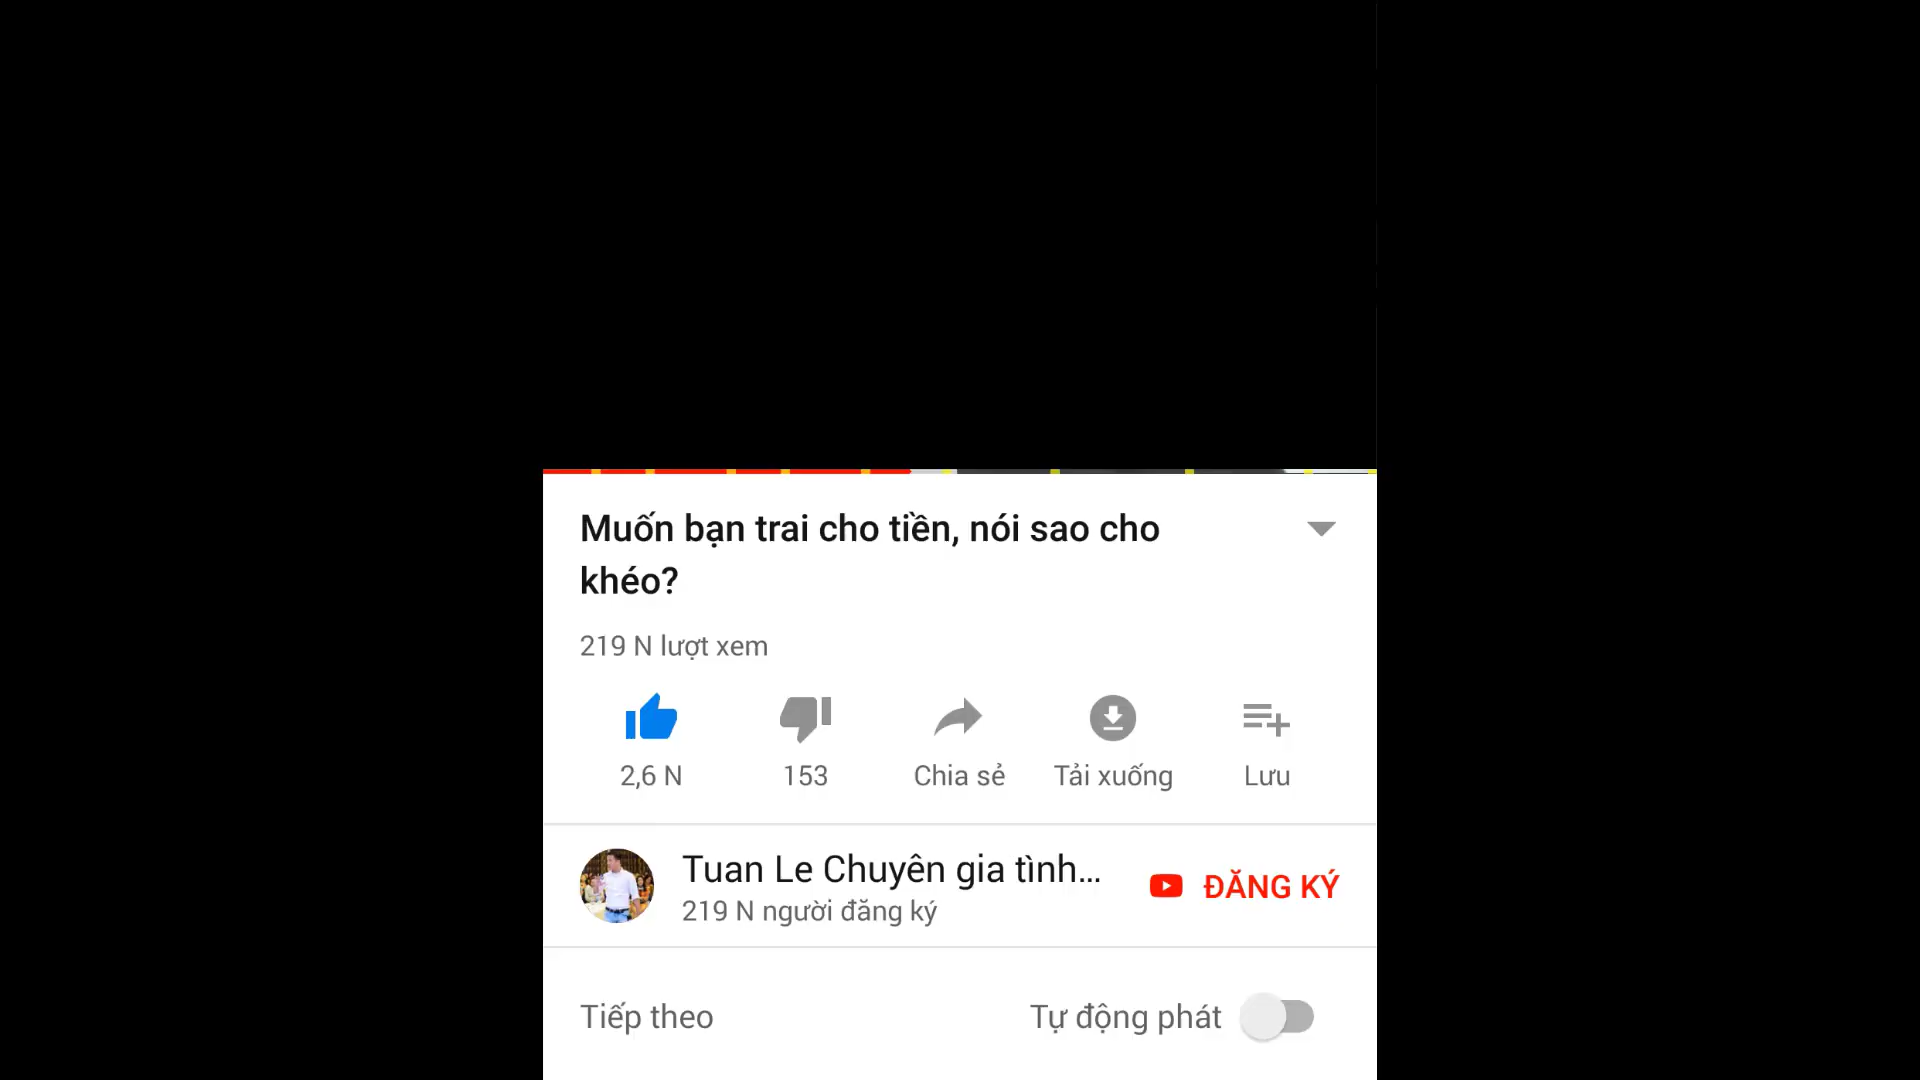 Muốn bạn trai cho tiền, nói sao cho
khéo?
219 N lượt xem
2,6 N
153
Chia sẻ
Tải xuống
Lưu
Tuan Le Chuyên gia tình...
ĐĂNG KÝ
219 N người đăng ký
Tiếp theo
Tự động phát